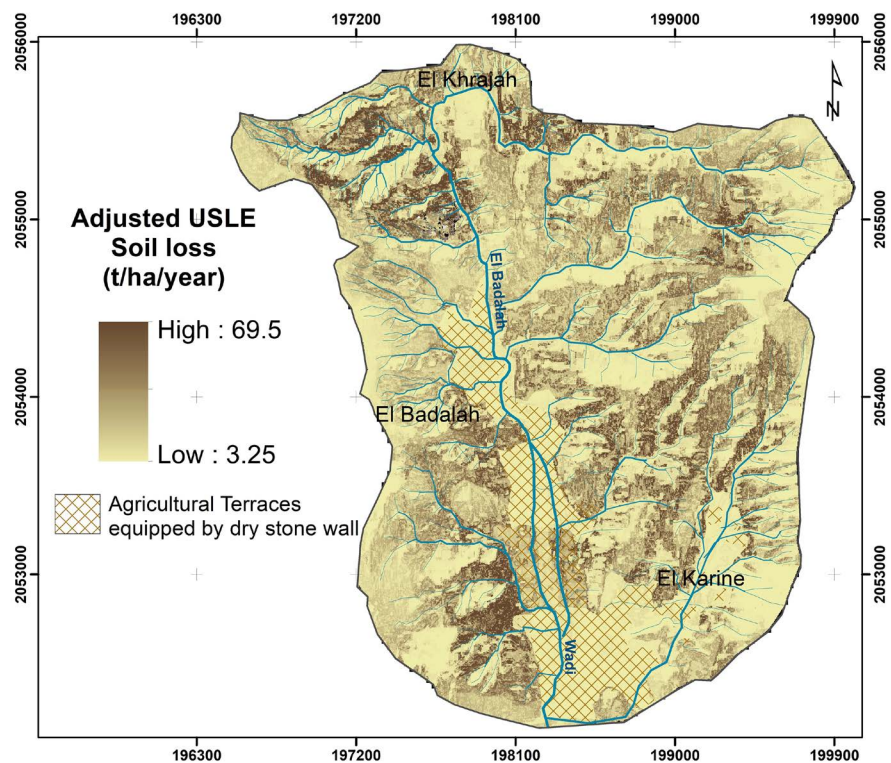 196300 197200 198100 199000 199900
2056000 2056000
El Khrajah
N
2055000 2055000
Adjusted USLE
Soil loss
(t/ha/year)
El Badalah
High : 69.5
2054000 2054000
El Badalah
Low : 3.25
Agricultural Terraces
equipped by dry stone wall
2053000 2053000
El Karine
Wadi
196300 197200 198100 199000 199900